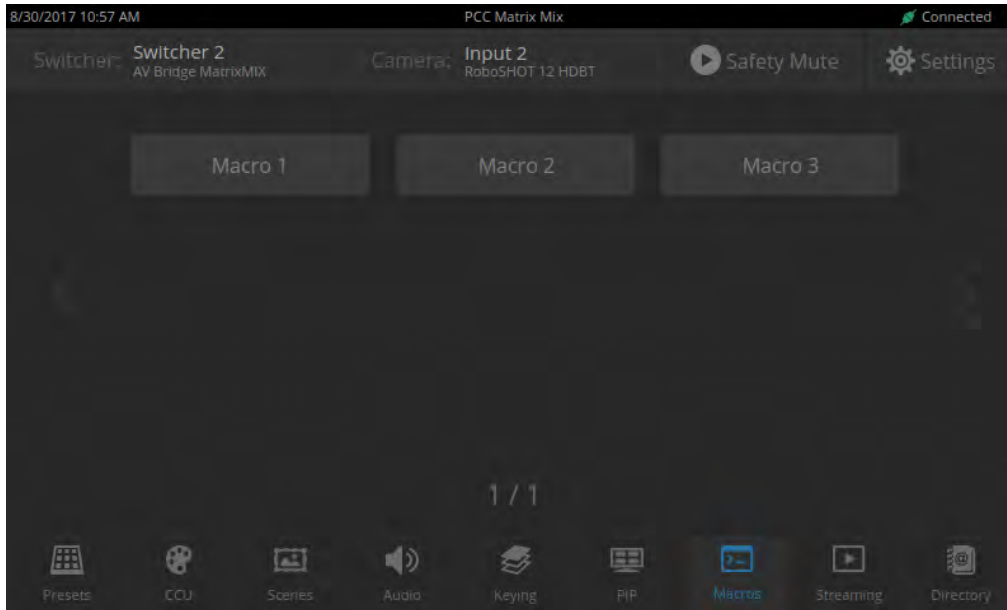 8/30/2017 10:57 AM PCC Matrix Mix Connected
Switcher: Switcher 2 Camera: Input 2 Safety Mute Settings
AV Bridge MatrixMIX RoboSHOT 12 HDBT
Macro 1 Macro 2 Macro 3
1 / 1
Presets CCU Scenes Audio Keying PIP Macros Streaming Directory